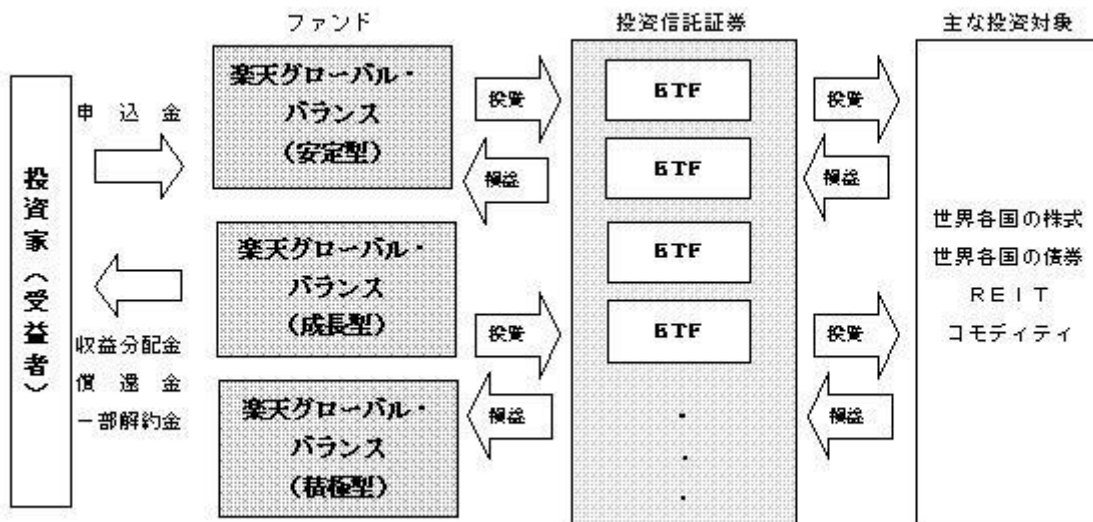 ファンド
投資信託証券
主な投資対象
投資家（受益者）
申込金
収益分配金
償還金
一部解約金
楽天グローバル・
バランス
（安定型）
楽天グローバル・
バランス
（成長型）
楽天グローバル・
バランス
（積極型）
投資
損益
投資
損益
ETF
ETF
ETF
ETF
・
・
・
投資
損益
投資
損益
世界各国の株式
世界各国の債券
ＲＥＩＴ
コモディティ